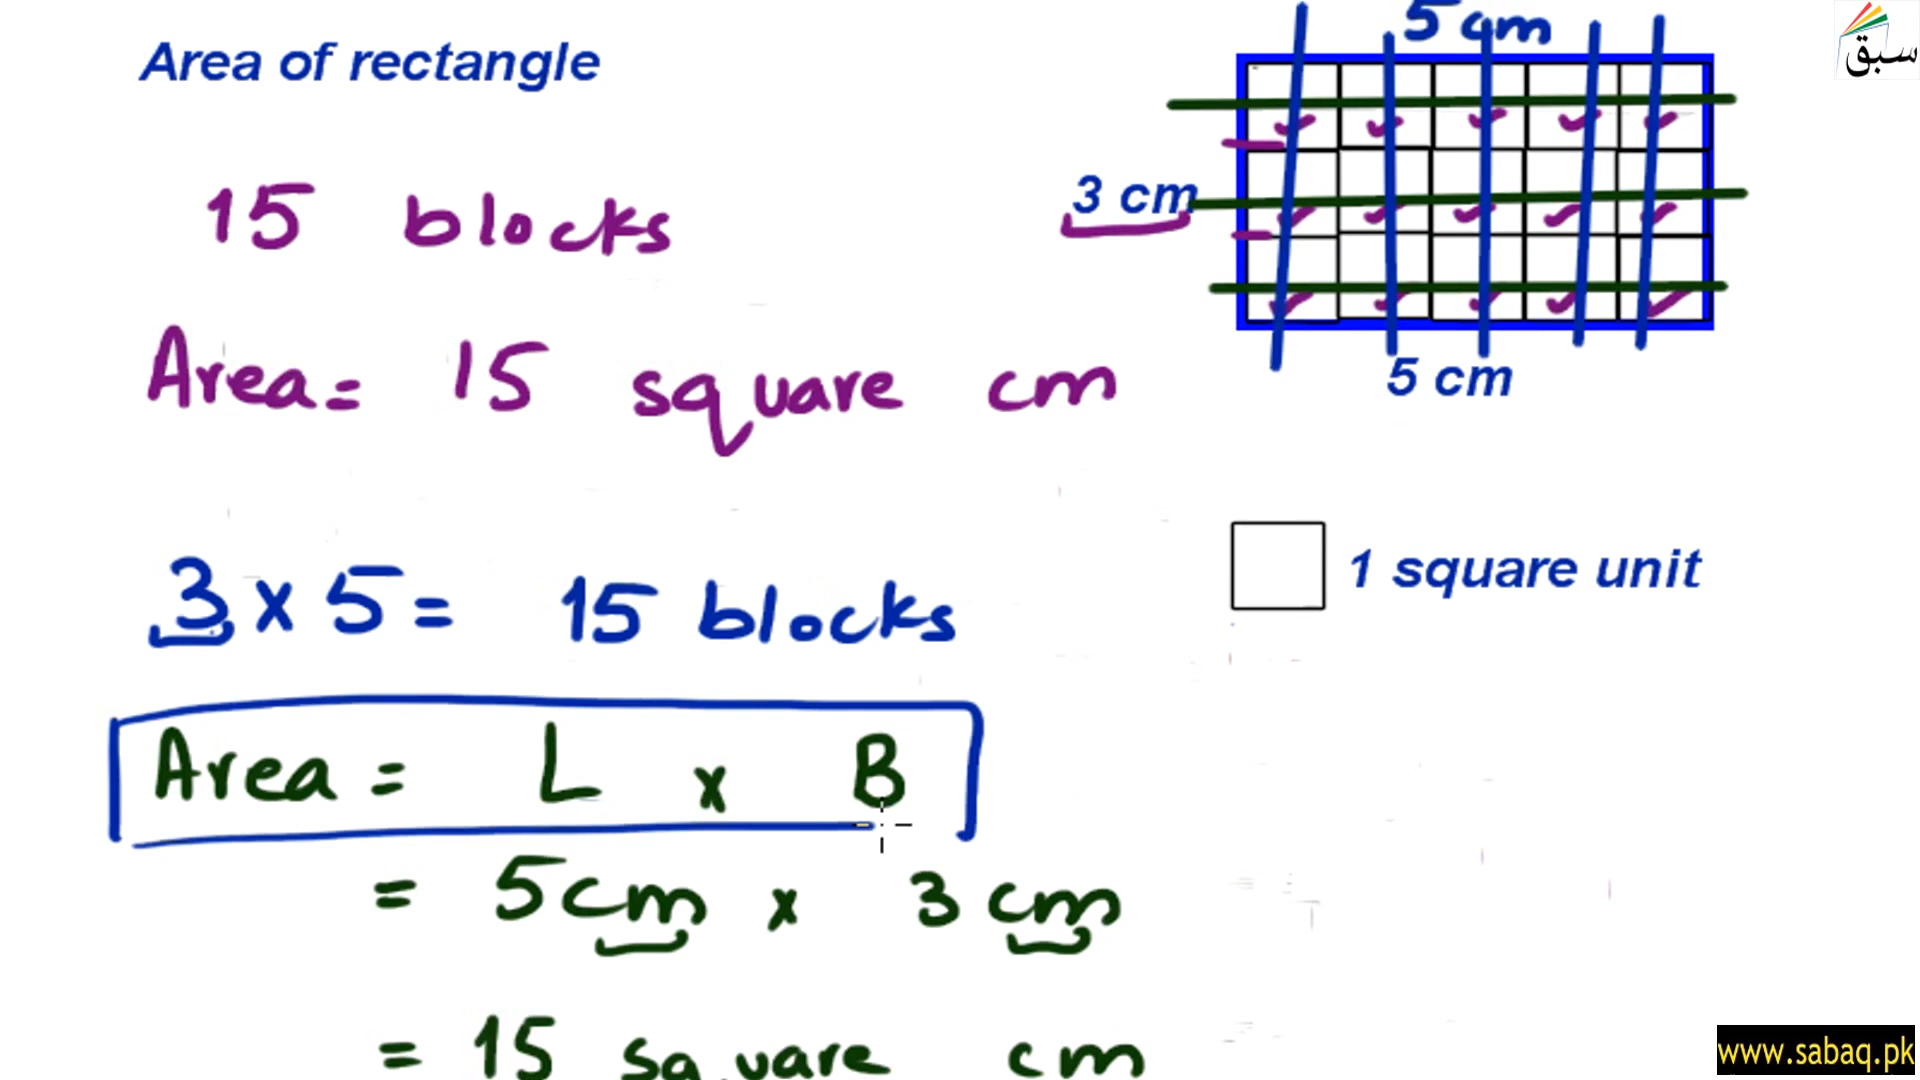 Area of rectangle
5 cm
سبق
15 blocks
3 cm
Area = 15 square cm
5 cm
3 x 5 = 15 blocks
1 square unit
Area = L x B
= 5cm x 3 cm
= 15 square cm
www.sabaq.pk